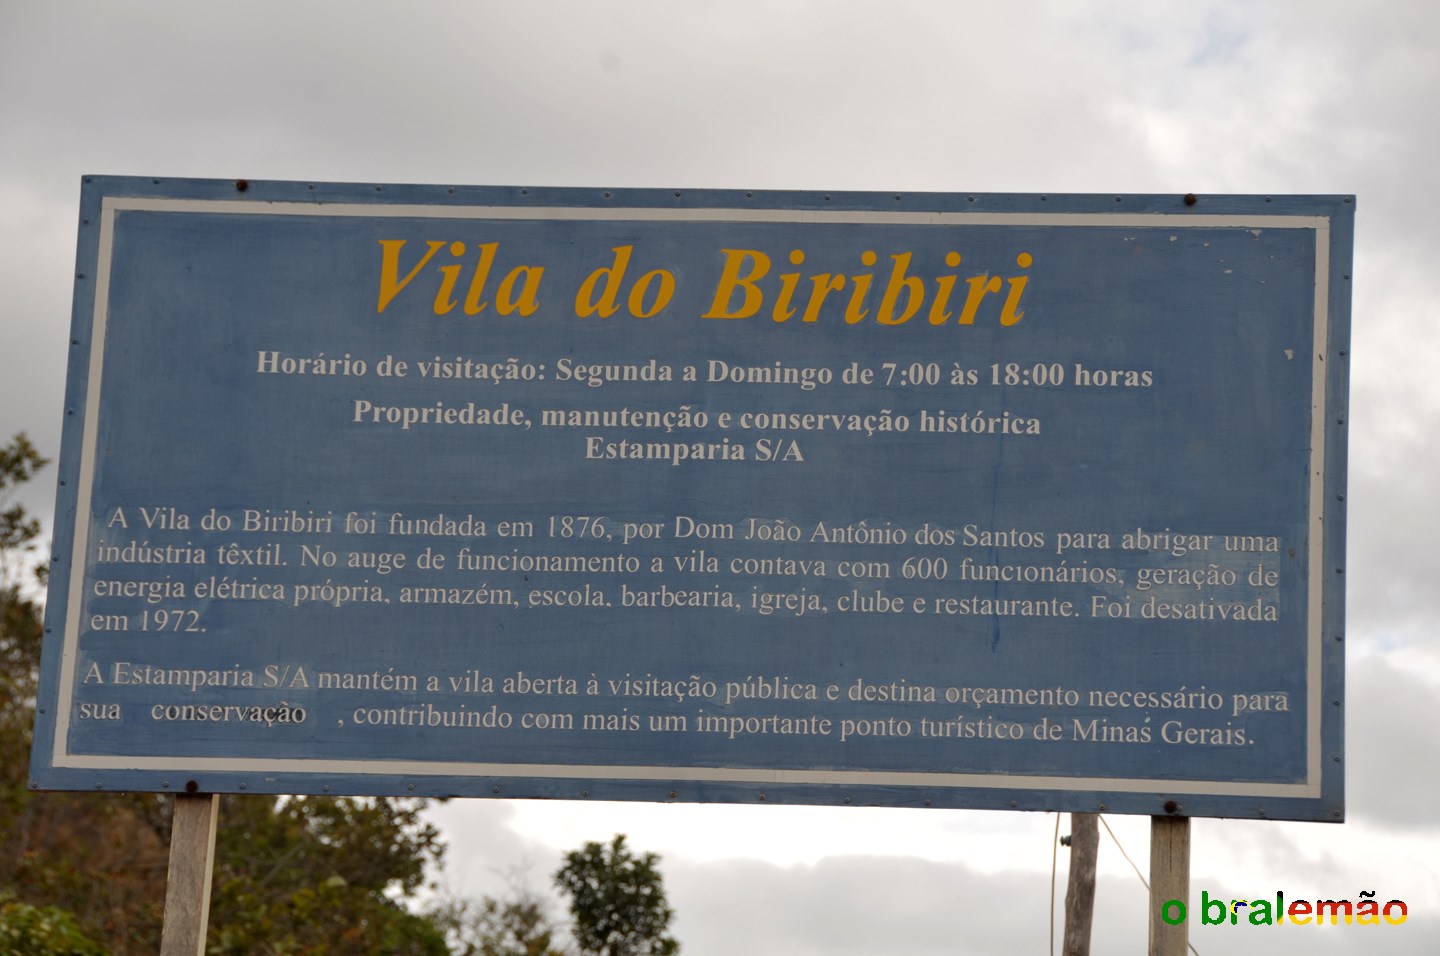 Vila do Biribiri
Horário de visitação: Segunda a Domingo de 7:00 às 18:00 horas
Propriedade, manutenção e conservação histórica
Estamparia S/A
A Vila do Biribiri foi fundada em 1876, por Dom João Antônio dos Santos para abrigar uma
indústria têxtil. No auge de funcionamento a vila contava com 600 funcionários, geração de
energia elétrica própria, armazém, escola, barbearia, igreja, clube e restaurante. Foi desativada
em 1972.
A Estamparia S/A mantém a vila aberta à visitação pública e destina orçamento necessário para
sua conservação , contribuindo com mais um importante ponto turístico de Minas Gerais.
o bralemão